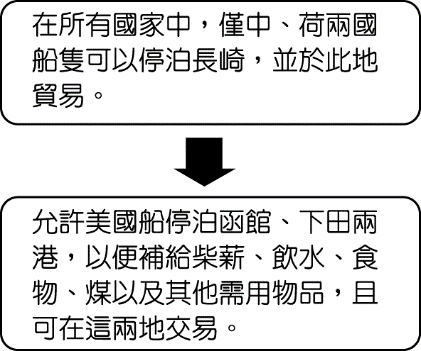 在所有國家中，僅中、荷兩國
船隻可以停泊長崎，並於此地
貿易。
允許美國船停泊函館、下田兩
港，以便補給柴薪、飲水、食
物、煤以及其他需用物品，且
可在這兩地交易。